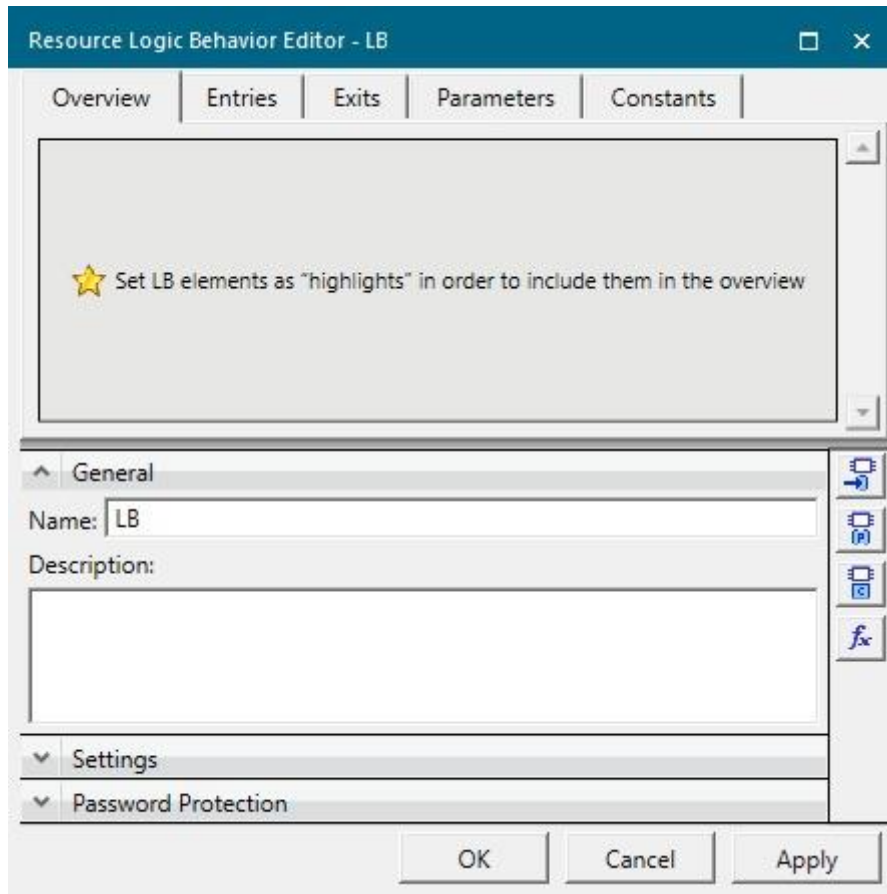 Resource Logic Behavior Editor - LB
Overview Entries Exits Parameters Constants
Set LB elements as "highlights" in order to include them in the overview
General
Name: LB
Description:
Settings
Password Protection
(P)
C
fx
OK Cancel Apply